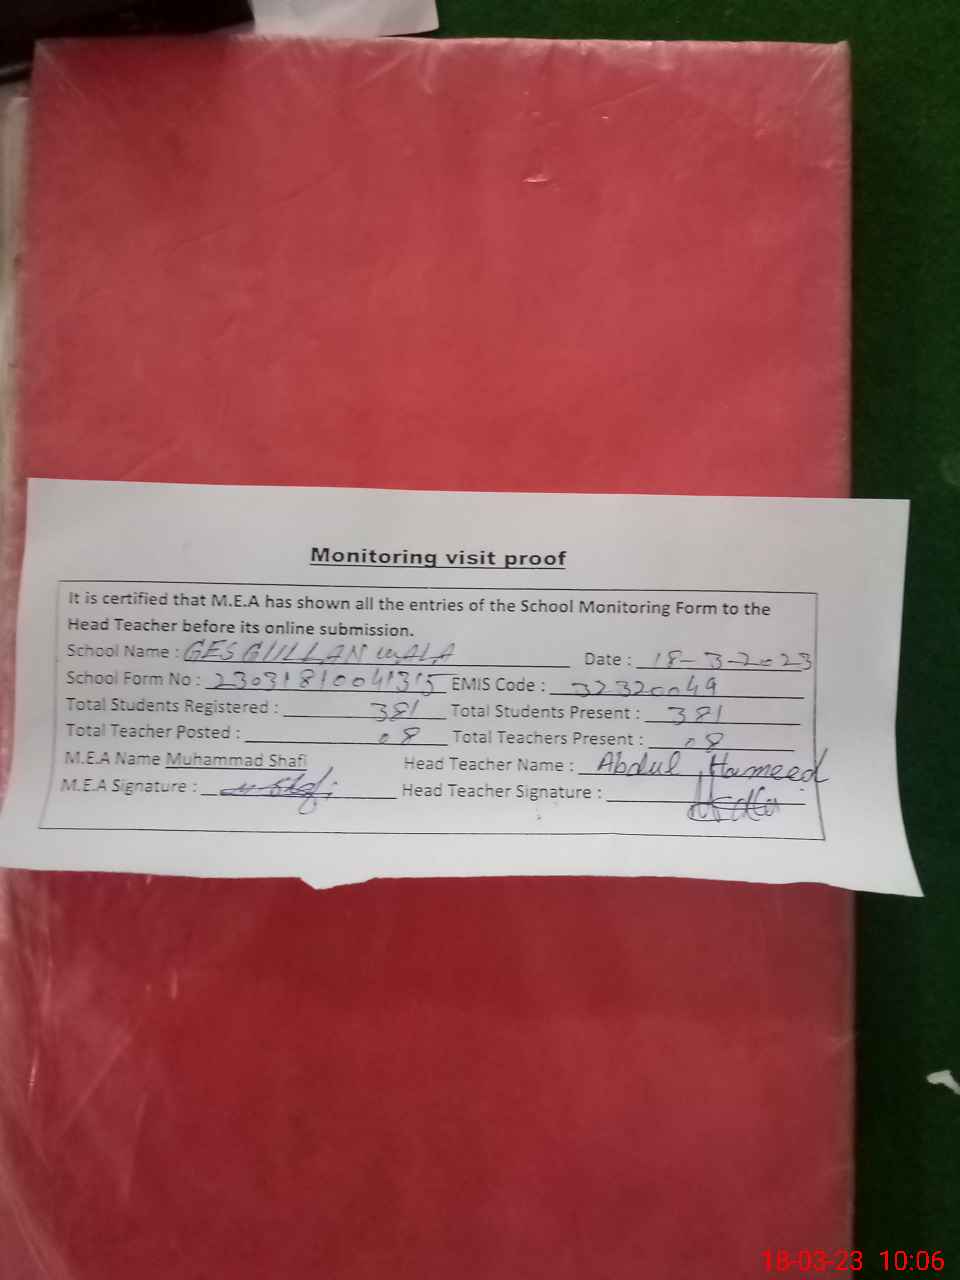 Monitoring visit proof
It is certified that M.E.A has shown all the entries of the School Monitoring Form to the
Head Teacher before its online submission.
School Name : GES GULLAN WALA Date : 18-3-2023
School Form No : 23031810041315 EMIS Code : 32320049
Total Students Registered : 381 Total Students Present : 381
Total Teacher Posted : 08 Total Teachers Present : 08
M.E.A Name Muhammad Shafi Head Teacher Name : Abdul Hameed
M.E.A Signature : Head Teacher Signature :
18-03-23 10:06